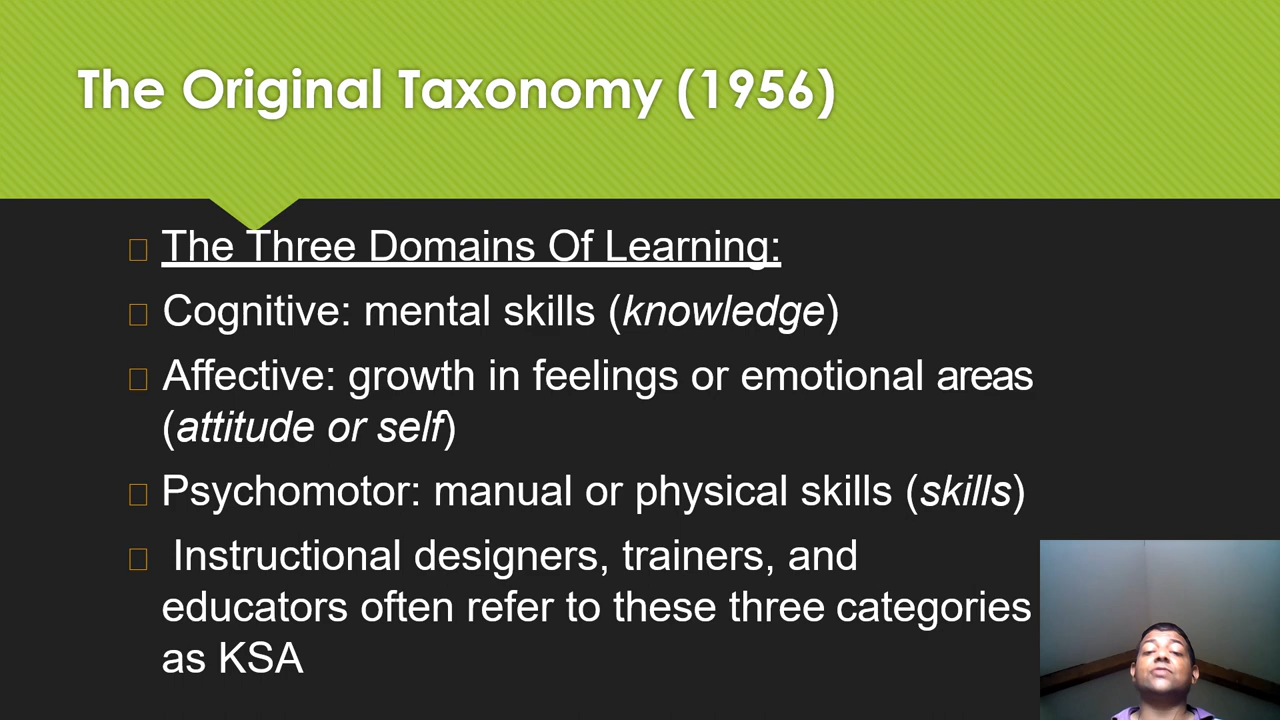 The Original Taxonomy (1956)
The Three Domains Of Learning:
Cognitive: mental skills (knowledge)
Affective: growth in feelings or emotional areas
(attitude or self)
Psychomotor: manual or physical skills (skills)
Instructional designers, trainers, and
educators often refer to these three categories
as KSA